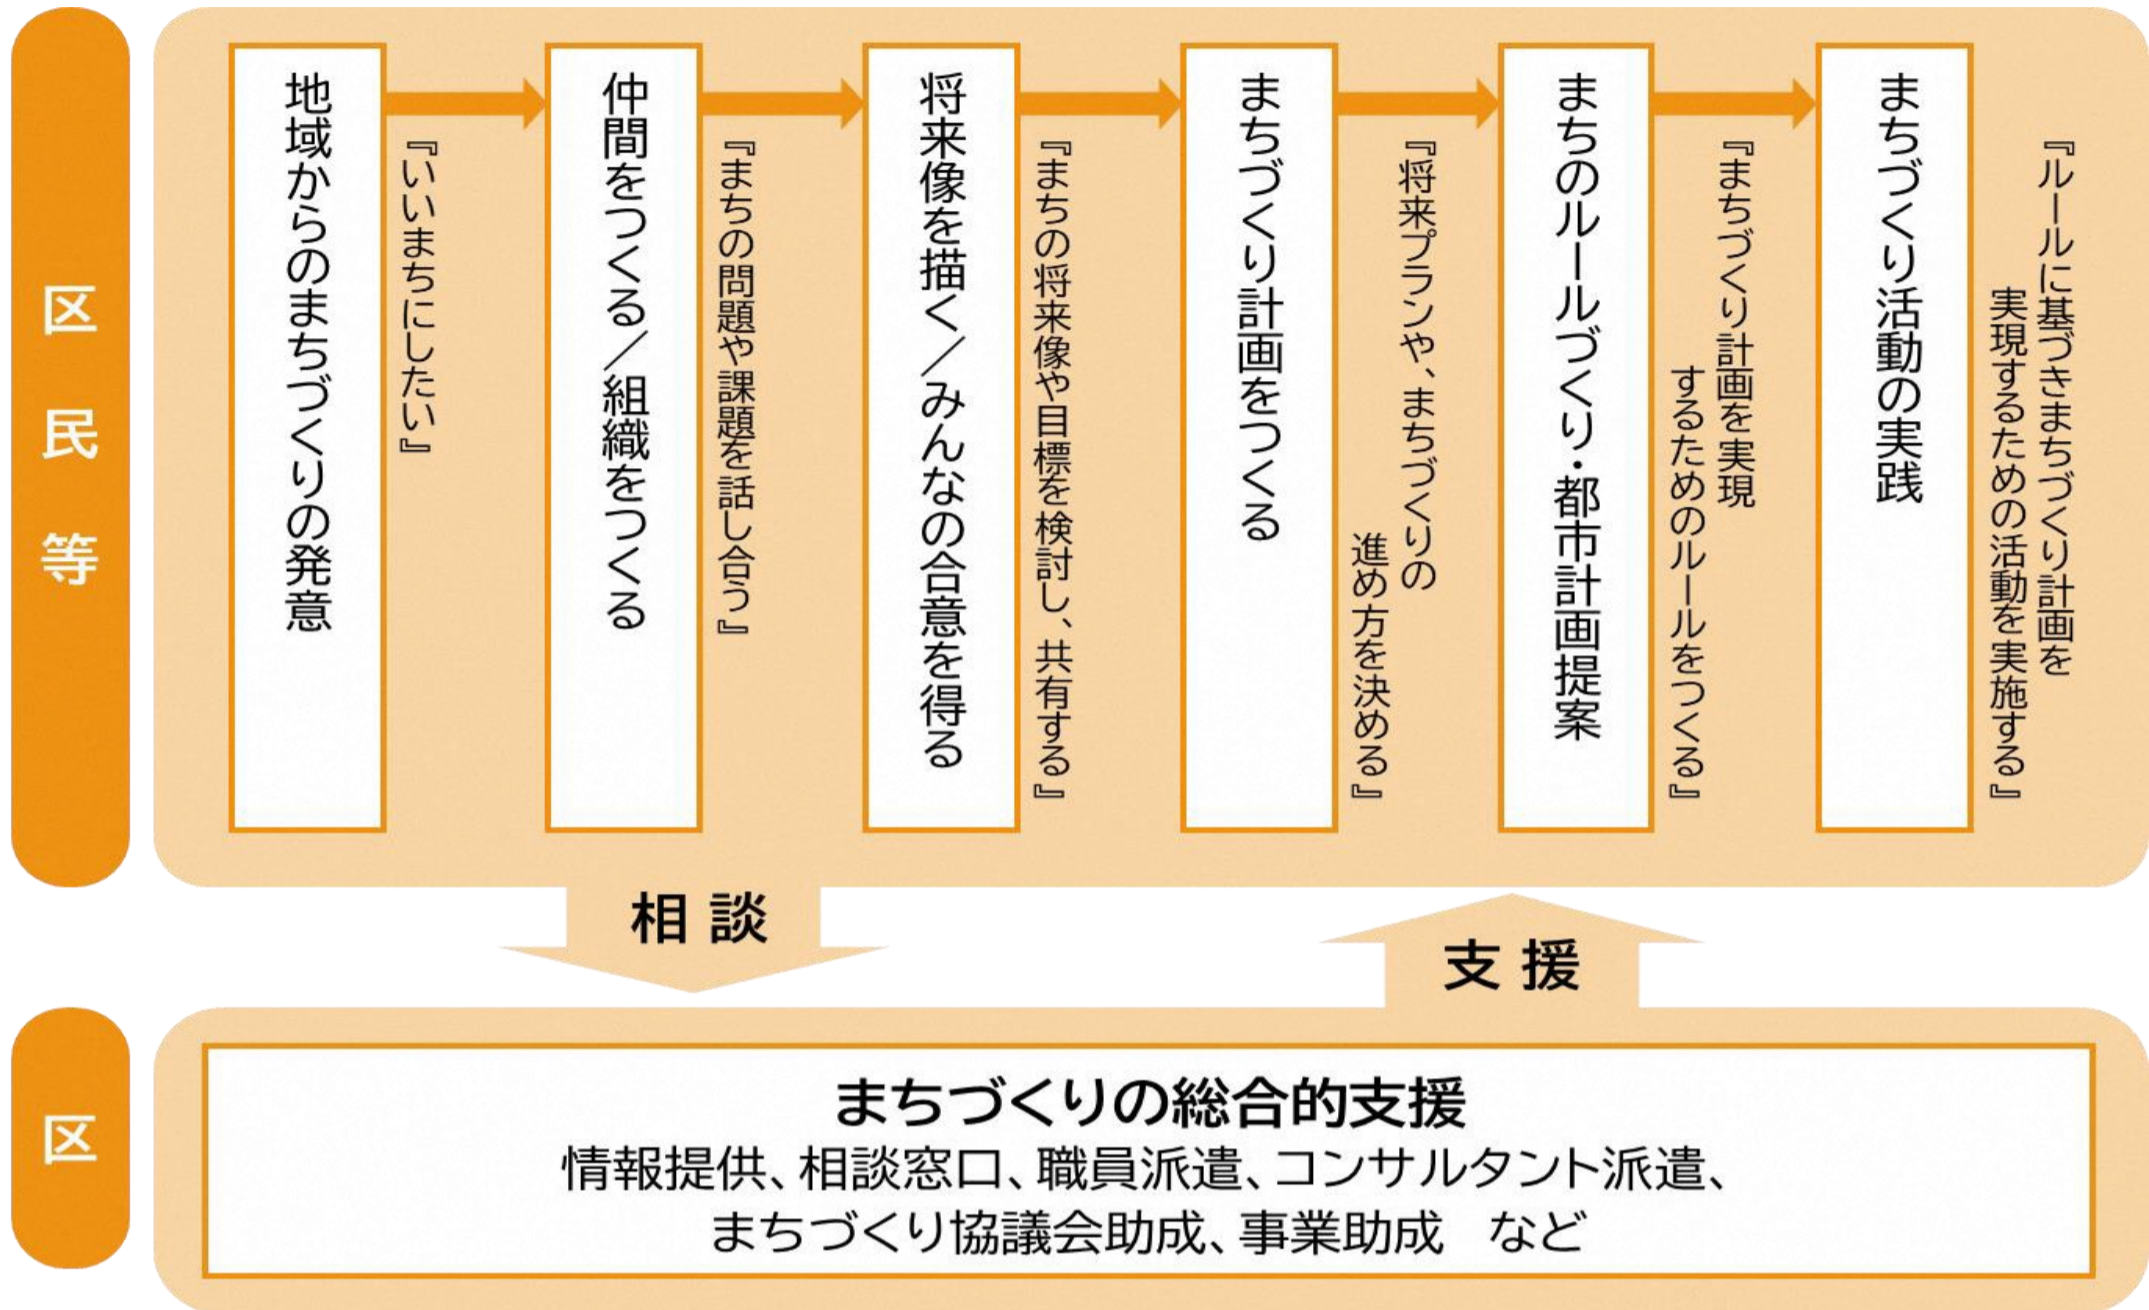 区民等
地域からのまちづくりの発意
『いいまちにしたい』
仲間をつくる／組織をつくる
『まちの問題や課題を話し合う』
将来像を描く／みんなの合意を得る
『まちの将来像や目標を検討し、共有する』
まちづくり計画をつくる
『将来プランや、まちづくりの
進め方を決める』
まちのルールづくり・都市計画提案
『まちづくり計画を実現
するためのルールをつくる』
まちづくり活動の実践
『ルールに基づきまちづくり計画を
実現するための活動を実施する』
相談
支援
区
まちづくりの総合的支援
情報提供、相談窓口、職員派遣、コンサルタント派遣、
まちづくり協議会助成、事業助成　など